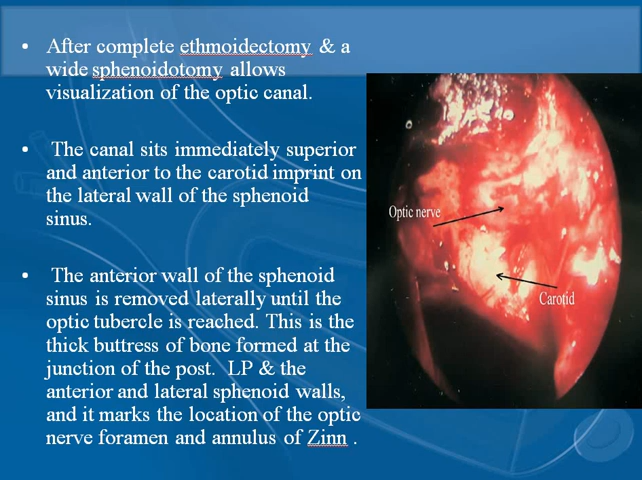 • After complete ethmoidectomy & a
wide sphenoidotomy allows
visualization of the optic canal.
• The canal sits immediately superior
and anterior to the carotid imprint on
the lateral wall of the sphenoid
sinus.
• The anterior wall of the sphenoid
sinus is removed laterally until the
optic tubercle is reached. This is the
thick buttress of bone formed at the
junction of the post. LP & the
anterior and lateral sphenoid walls,
and it marks the location of the optic
nerve foramen and annulus of Zinn .
Optic nerve
Carotid